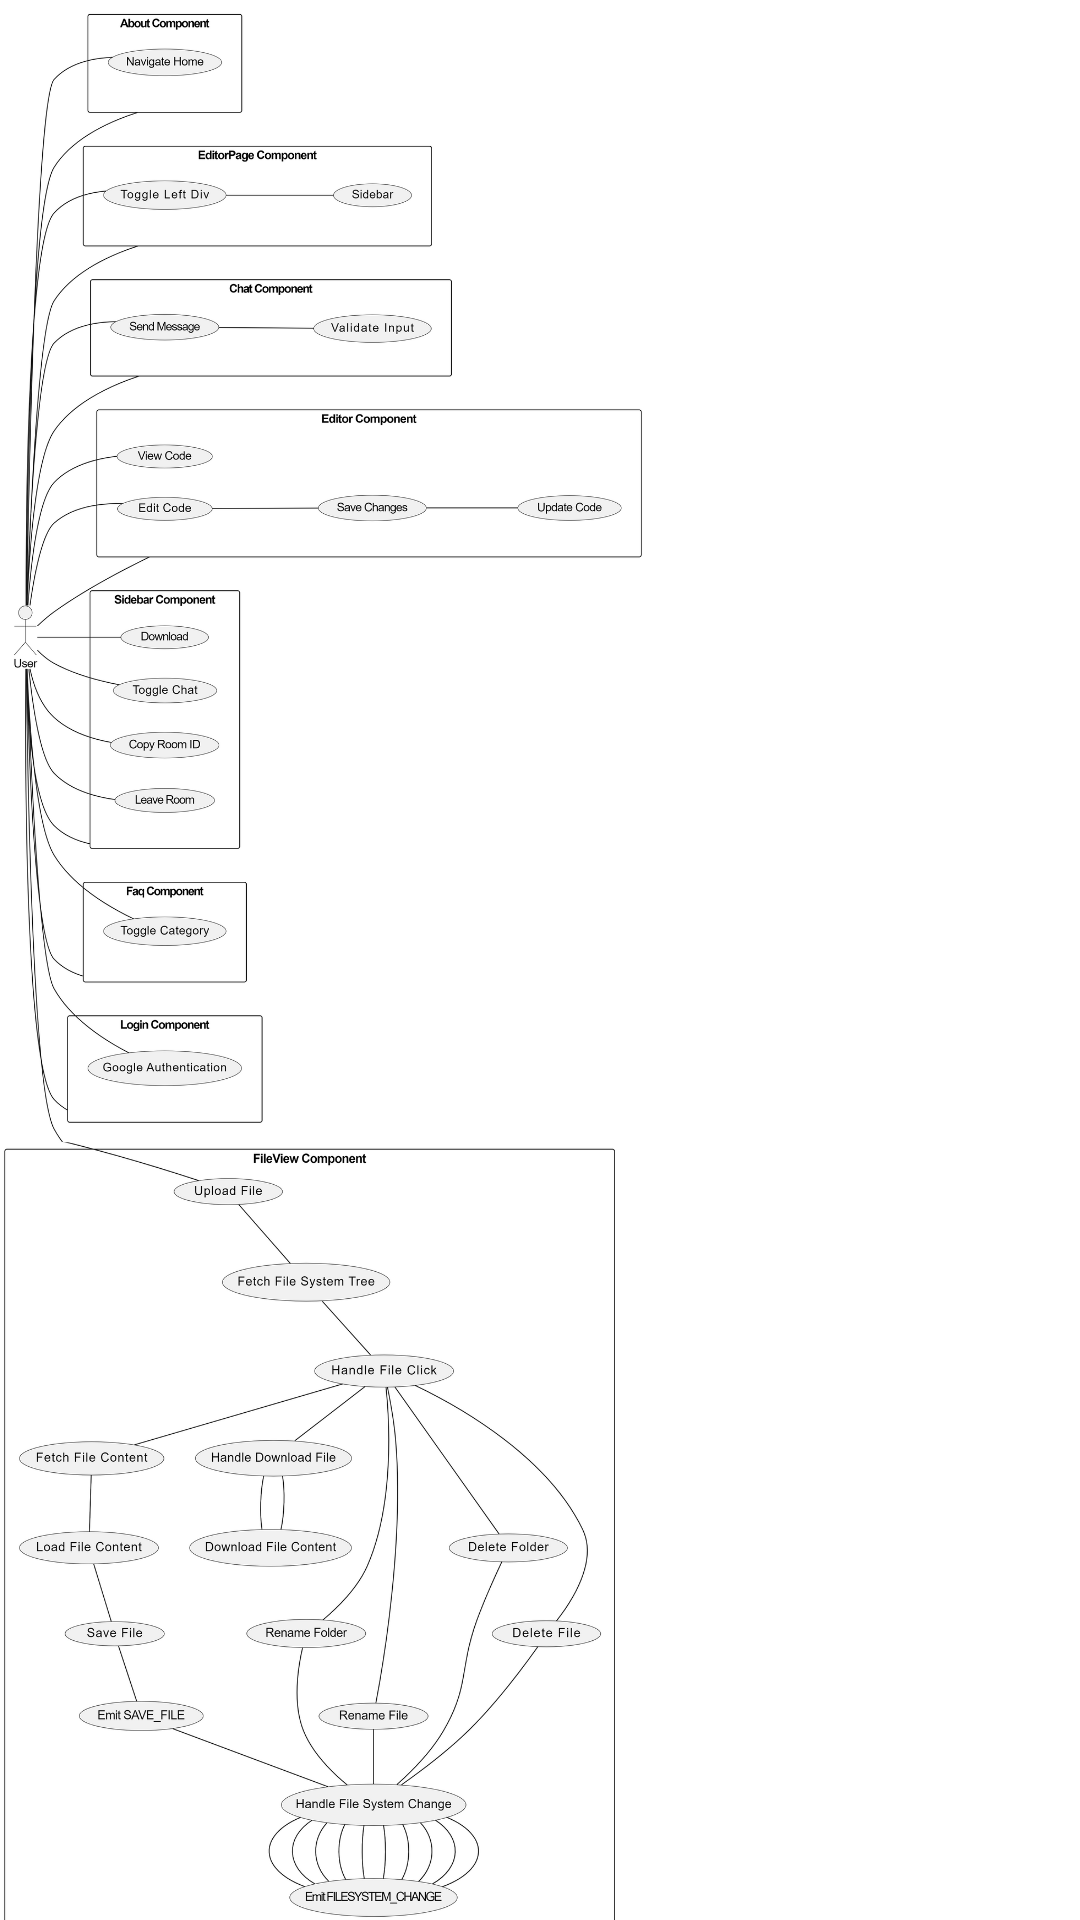 About Component
Navigate Home
EditorPage Component
Toggle Left Div
Sidebar
Chat Component
Send Message
Validate Input
Editor Component
View Code
Edit Code
Save Changes
Update Code
Sidebar Component
Download
User
Toggle Chat
Copy Room ID
Leave Room
Faq Component
Toggle Category
Login Component
Google Authentication
FileView Component
Upload File
Fetch File System Tree
Handle File Click
Fetch File Content
Handle Download File
Load File Content
Download File Content
Delete Folder
Save File
Rename Folder
Delete File
Emit SAVE_FILE
Rename File
Handle File System Change
Emit FILESYSTEM_CHANGE